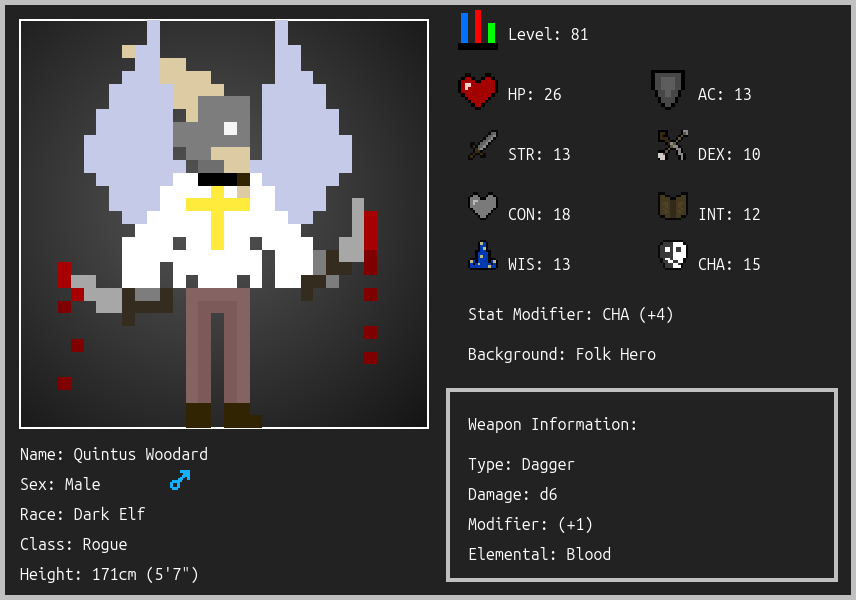 Level: 81
HP: 26
AC: 13
STR: 13
DEX: 10
CON: 18
INT: 12
WIS: 13
CHA: 15
Stat Modifier: CHA (+4)
Background: Folk Hero
Weapon Information:
Type: Dagger
Damage: d6
Modifier: (+1)
Elemental: Blood
Name: Quintus Woodard
Sex: Male
Race: Dark Elf
Class: Rogue
Height: 171cm (5'7")